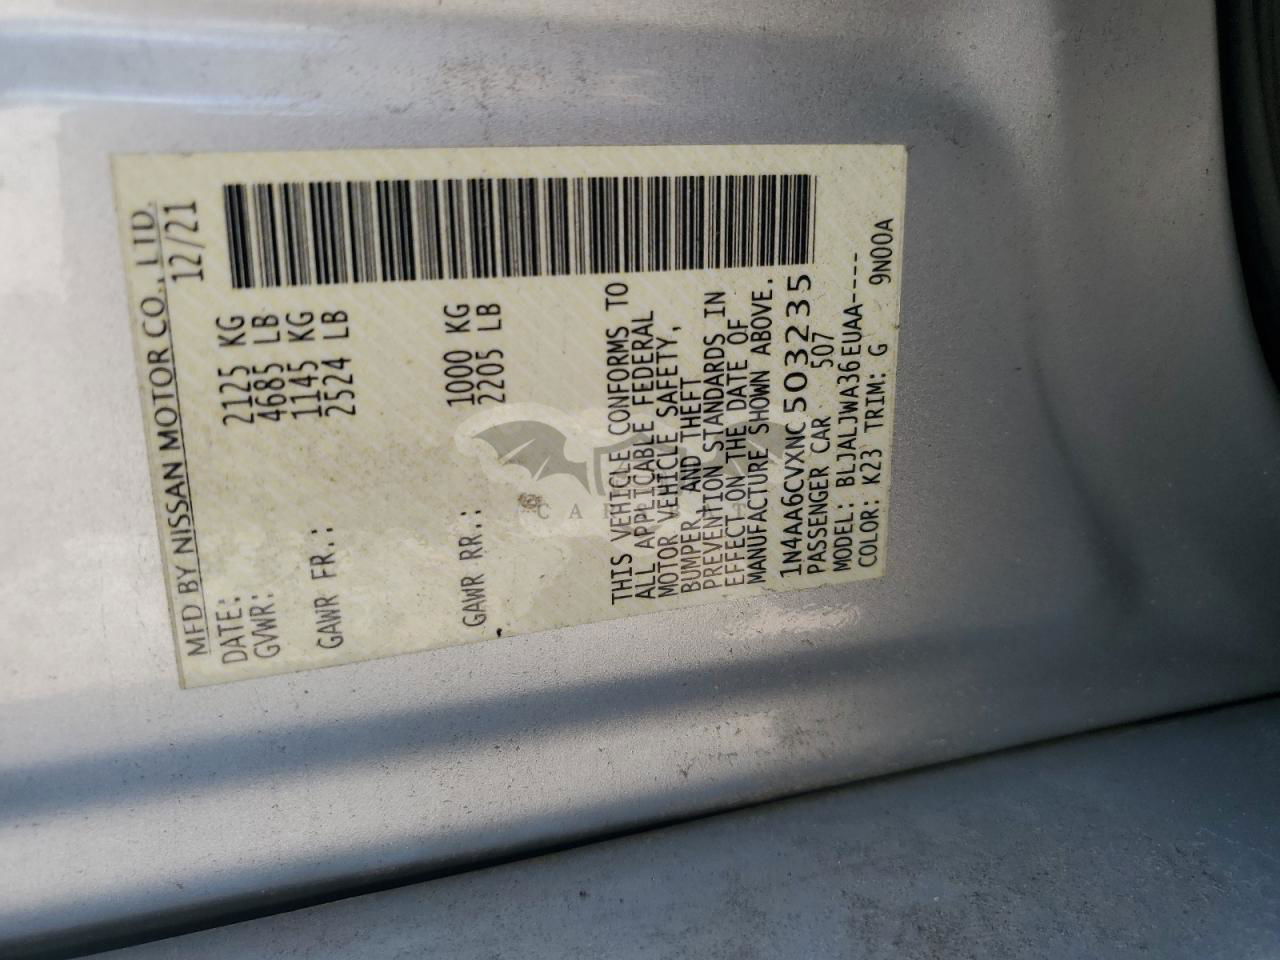 MFD BY NISSAN MOTOR CO., LTD.
DATE: 12/21
GVWR: 2125 KG
4685 LB
GAWR FR.: 1145 KG
2524 LB
GAWR RR.: 1000 KG
2205 LB
THIS VEHICLE CONFORMS TO
ALL APPLICABLE FEDERAL
MOTOR VEHICLE SAFETY,
BUMPER, AND THEFT
PREVENTION STANDARDS IN
EFFECT ON THE DATE OF
MANUFACTURE SHOWN ABOVE.
1N4AA6CVXNC503235
PASSENGER CAR 507
MODEL: BLJALJWA36EUAA----
COLOR: K23 TRIM: G 9N00A